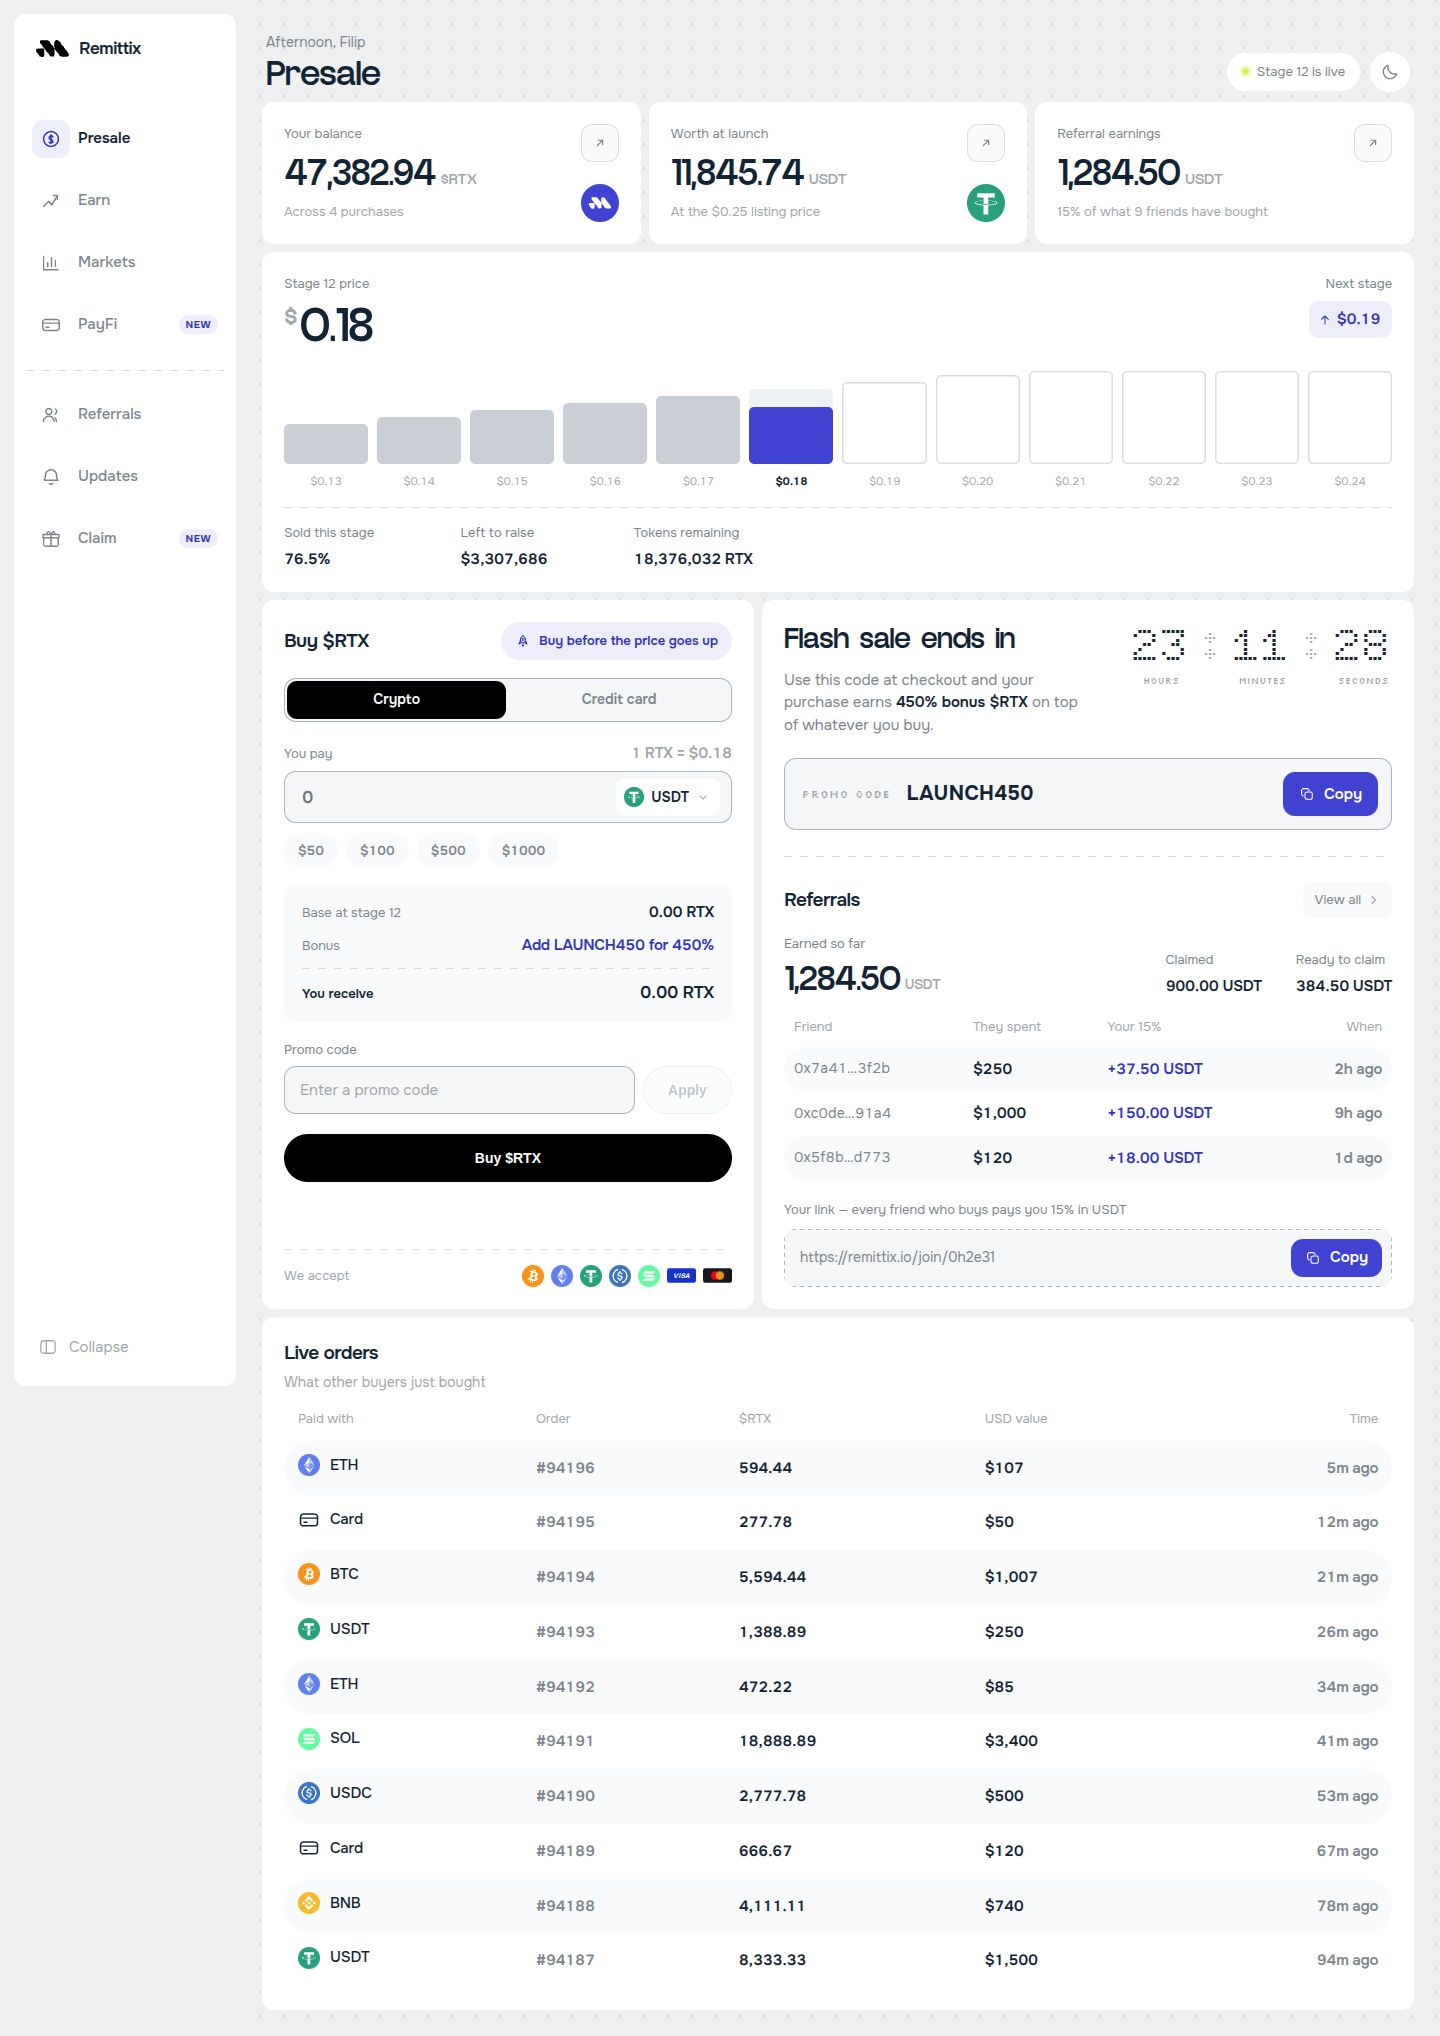 Remittix
Presale
Earn
Markets
PayFi NEW
Referrals
Updates
Claim NEW
Collapse
Afternoon, Filip
Presale
Stage 12 is live
Your balance
47,382.94 $RTX
Across 4 purchases
Worth at launch
11,845.74 USDT
At the $0.25 listing price
Referral earnings
1,284.50 USDT
15% of what 9 friends have bought
Stage 12 price
$0.18
Next stage
↑ $0.19
$0.13 $0.14 $0.15 $0.16 $0.17 $0.18 $0.19 $0.20 $0.21 $0.22 $0.23 $0.24
Sold this stage Left to raise Tokens remaining
76.5% $3,307,686 18,376,032 RTX
Buy $RTX
Buy before the price goes up
Crypto Credit card
You pay 1 RTX = $0.18
0 USDT
$50 $100 $500 $1000
Base at stage 12 0.00 RTX
Bonus Add LAUNCH450 for 450%
You receive 0.00 RTX
Promo code
Enter a promo code Apply
Buy $RTX
We accept
VISA
Flash sale ends in
23 : 11 : 28
HOURS MINUTES SECONDS
Use this code at checkout and your
purchase earns 450% bonus $RTX on top
of whatever you buy.
PROMO CODE LAUNCH450 Copy
Referrals View all
Earned so far
1,284.50 USDT
Claimed Ready to claim
900.00 USDT 384.50 USDT
Friend They spent Your 15% When
0x7a41...3f2b $250 +37.50 USDT 2h ago
0xc0de...91a4 $1,000 +150.00 USDT 9h ago
0x5f8b...d773 $120 +18.00 USDT 1d ago
Your link — every friend who buys pays you 15% in USDT
https://remittix.io/join/0h2e31 Copy
Live orders
What other buyers just bought
Paid with Order $RTX USD value Time
ETH #94196 594.44 $107 5m ago
Card #94195 277.78 $50 12m ago
BTC #94194 5,594.44 $1,007 21m ago
USDT #94193 1,388.89 $250 26m ago
ETH #94192 472.22 $85 34m ago
SOL #94191 18,888.89 $3,400 41m ago
USDC #94190 2,777.78 $500 53m ago
Card #94189 666.67 $120 67m ago
BNB #94188 4,111.11 $740 78m ago
USDT #94187 8,333.33 $1,500 94m ago